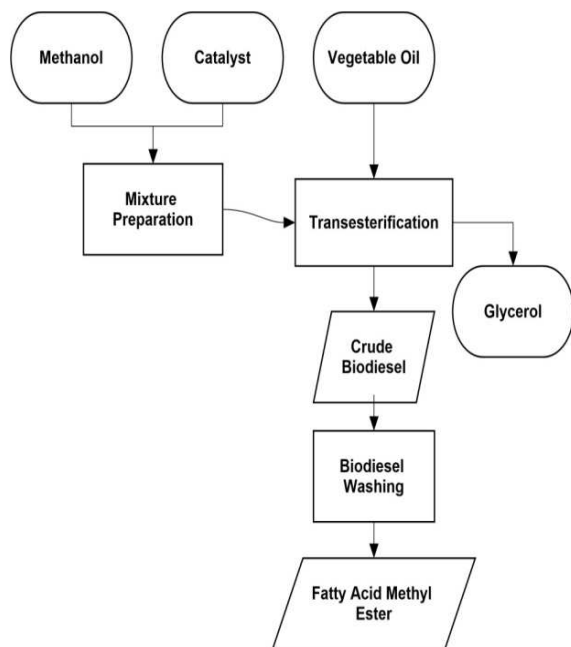 Methanol
Catalyst
Vegetable Oil
Mixture
Preparation
Transesterification
Glycerol
Crude
Biodiesel
Biodiesel
Washing
Fatty Acid Methyl
Ester